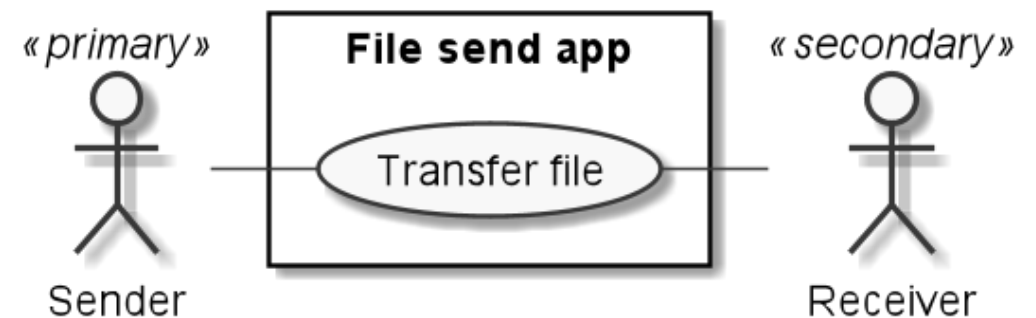 «primary»
File send app
«secondary»
Transfer file
Sender
Receiver